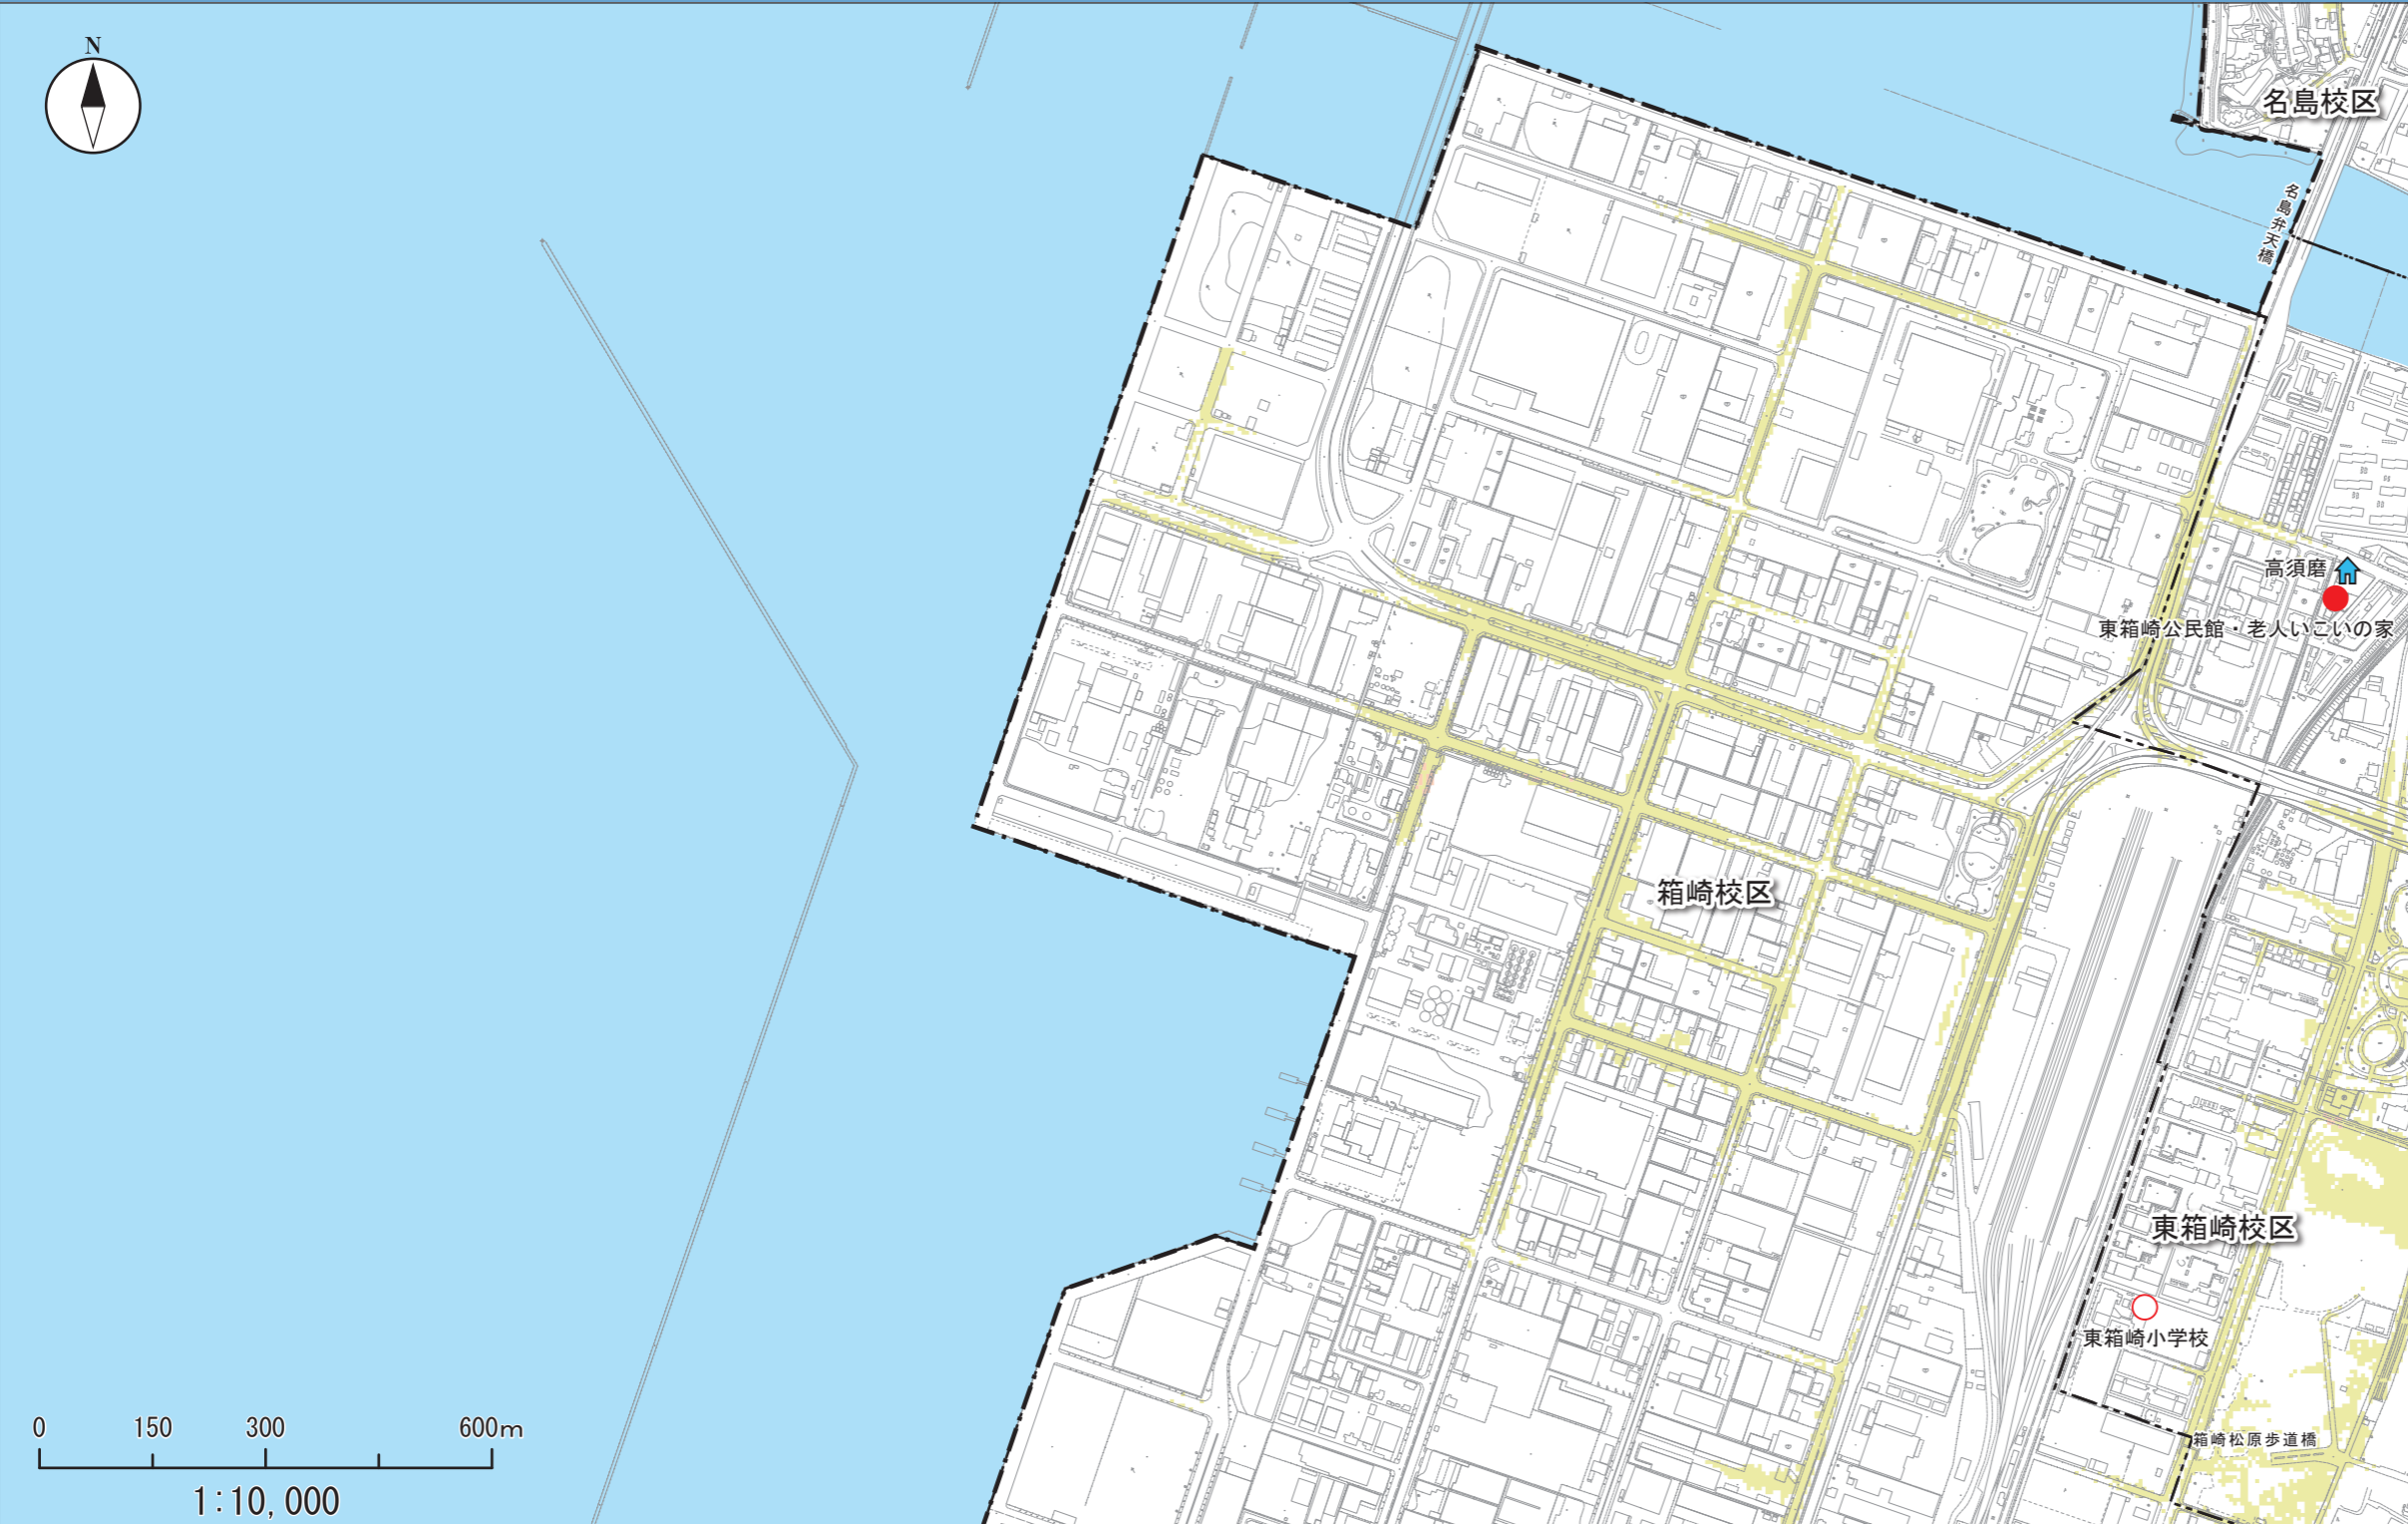 N
名島校区
名島弁天橋
高須磨
東箱崎公民館・老人いこいの家
箱崎校区
東箱崎校区
東箱崎小学校
箱崎松原歩道橋
0 150 300 600m
1:10,000